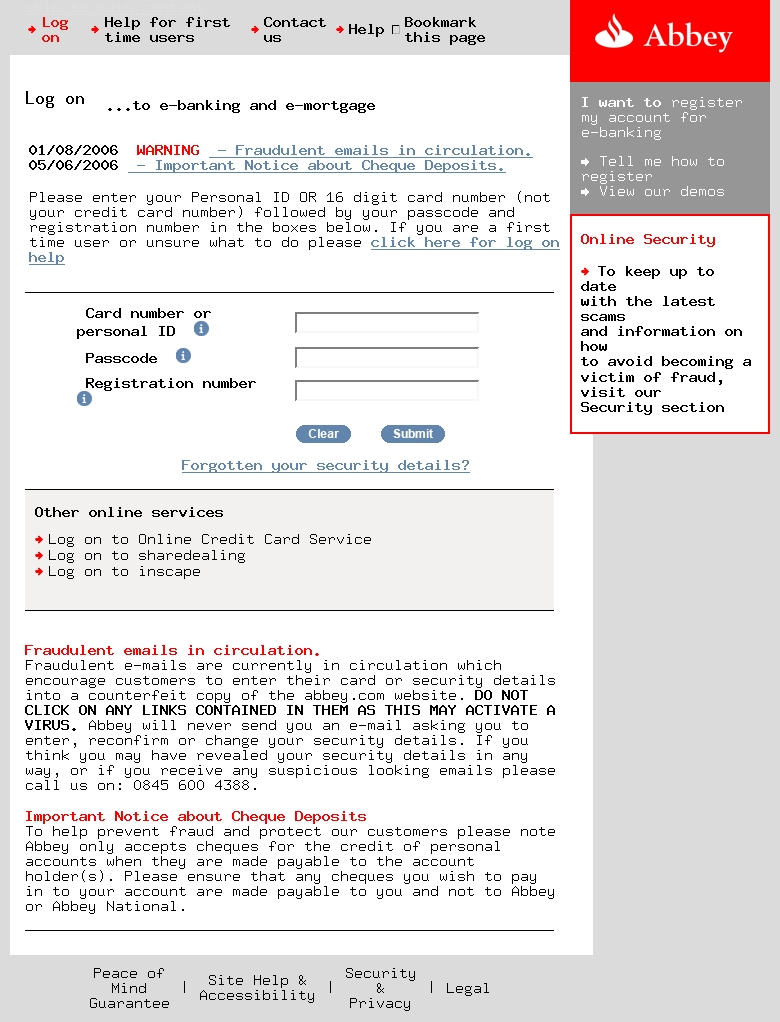 Log on
Help for first time users
Contact us
Help
Bookmark this page
Abbey
Log on ...to e-banking and e-mortgage
01/08/2006 WARNING - Fraudulent emails in circulation.
05/06/2006 - Important Notice about Cheque Deposits.
Please enter your Personal ID OR 16 digit card number (not
your credit card number) followed by your passcode and
registration number in the boxes below. If you are a first
time user or unsure what to do please click here for log on
help
Card number or
personal ID
Passcode
Registration number
Clear Submit
Forgotten your security details?
Other online services
Log on to Online Credit Card Service
Log on to sharedealing
Log on to inscape
Fraudulent emails in circulation.
Fraudulent e-mails are currently in circulation which
encourage customers to enter their card or security details
into a counterfeit copy of the abbey.com website. DO NOT
CLICK ON ANY LINKS CONTAINED IN THEM AS THIS MAY ACTIVATE A
VIRUS. Abbey will never send you an e-mail asking you to
enter, reconfirm or change your security details. If you
think you may have revealed your security details in any
way, or if you receive any suspicious looking emails please
call us on: 0845 600 4388.
Important Notice about Cheque Deposits
To help prevent fraud and protect our customers please note
Abbey only accepts cheques for the credit of personal
accounts when they are made payable to the account
holder(s). Please ensure that any cheques you wish to pay
in to your account are made payable to you and not to Abbey
or Abbey National.
I want to register
my account for
e-banking
Tell me how to
register
View our demos
Online Security
To keep up to
date
with the latest
scams
and information on
how
to avoid becoming a
victim of fraud,
visit our
Security section
Peace of Mind Guarantee | Site Help & Accessibility | Security & Privacy | Legal